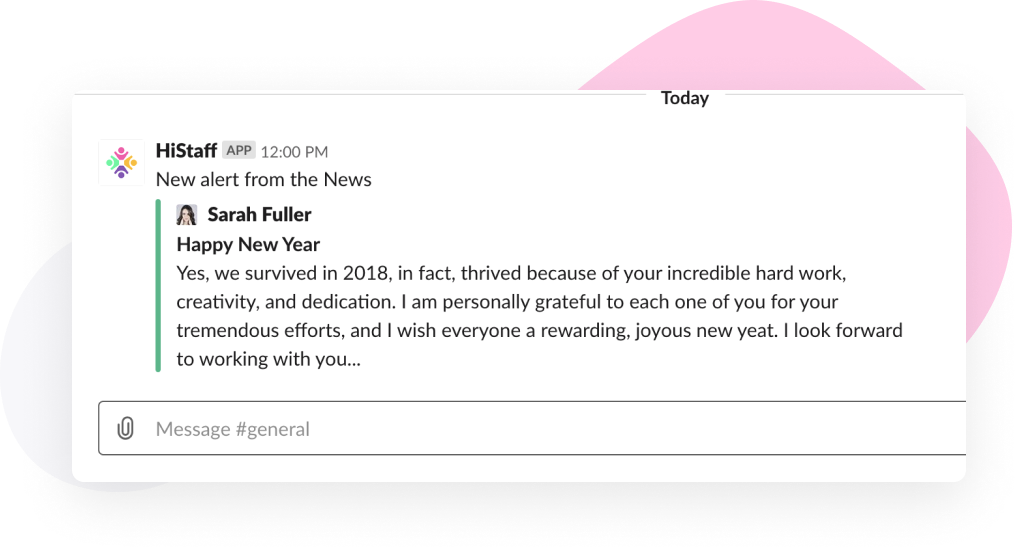 Today
HiStaff APP 12:00 PM
New alert from the News
Sarah Fuller
Happy New Year
Yes, we survived in 2018, in fact, thrived because of your incredible hard work,
creativity, and dedication. I am personally grateful to each one of you for your
tremendous efforts, and I wish everyone a rewarding, joyous new yeat. I look forward
to working with you...
Message #general